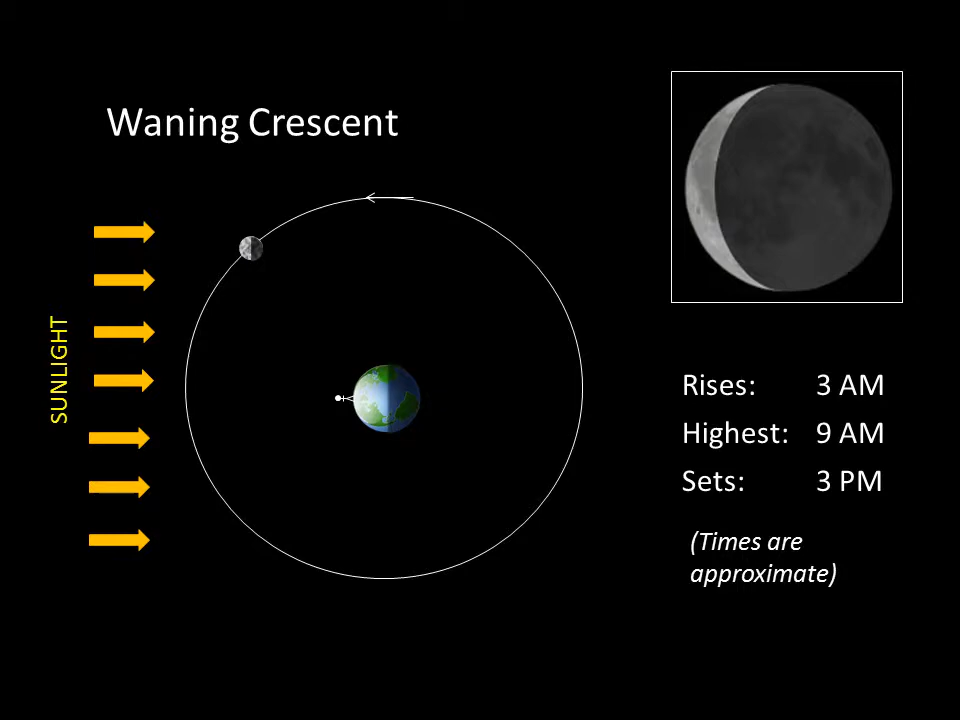 Waning Crescent
SUNLIGHT
Rises: 3 AM
Highest: 9 AM
Sets: 3 PM
(Times are
approximate)